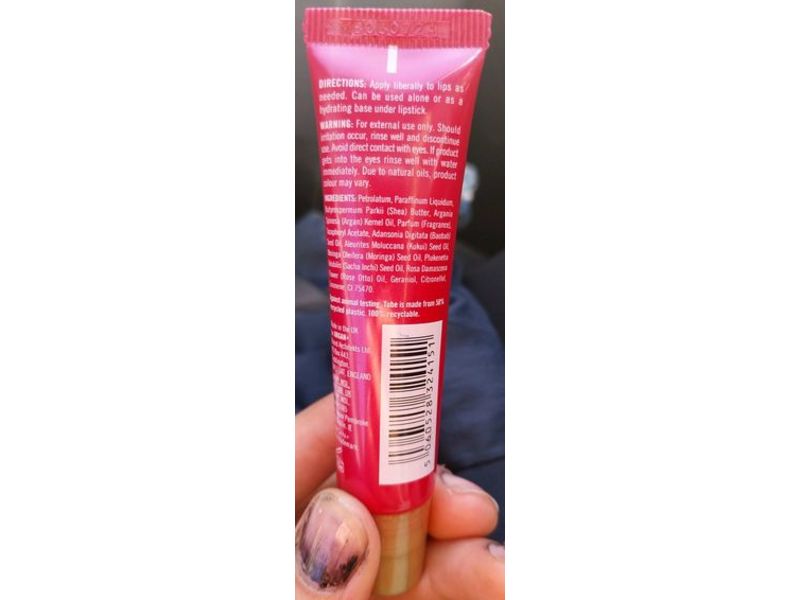 DIRECTIONS: Apply liberally to lips as
needed. Can be used alone or as a
hydrating base under lipstick.
WARNING: For external use only. Should
irritation occur, rinse well and discontinue
use. Avoid direct contact with eyes. If product
gets into the eyes rinse well with water
immediately. Due to natural oils, product
colour may vary.
INGREDIENTS: Petrolatum, Paraffinum Liquidum,
Butyrospermum Parkii (Shea) Butter, Argania
Spinosa (Argan) Kernel Oil, Parfum (Fragrance),
Tocopheryl Acetate, Adansonia Digitata (Baobab)
Seed Oil, Aleurites Moluccana (Kukui) Seed Oil,
Moringa Oleifera (Moringa) Seed Oil, Plukenetia
Volubilis (Sacha Inchi) Seed Oil, Rosa Damascena
Flower (Rose Otto) Oil, Geraniol, Citronellol,
CI 75470.
against animal testing. Tube is made from 50%
recycled plastic. 100% recyclable.
Made in the UK
ARGAN+
Ltd
ENGLAND
Pembroke
5 060528 324151